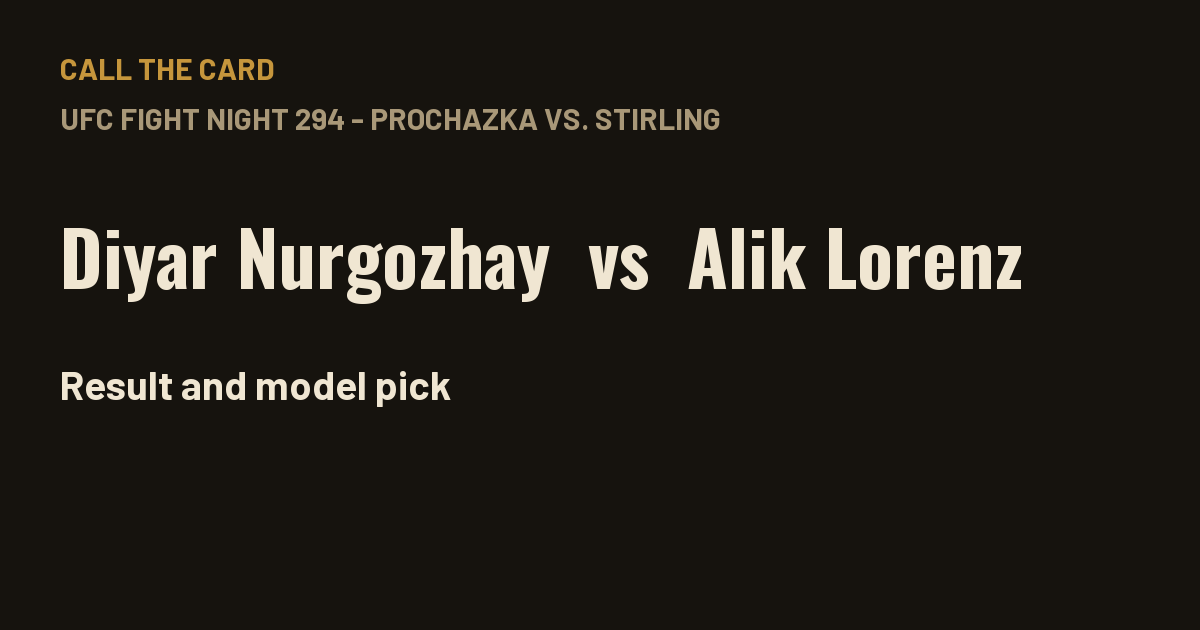 CALL THE CARD
UFC FIGHT NIGHT 294 – PROCHAZKA VS. STIRLING
Diyar Nurgozhay vs Alik Lorenz
Result and model pick